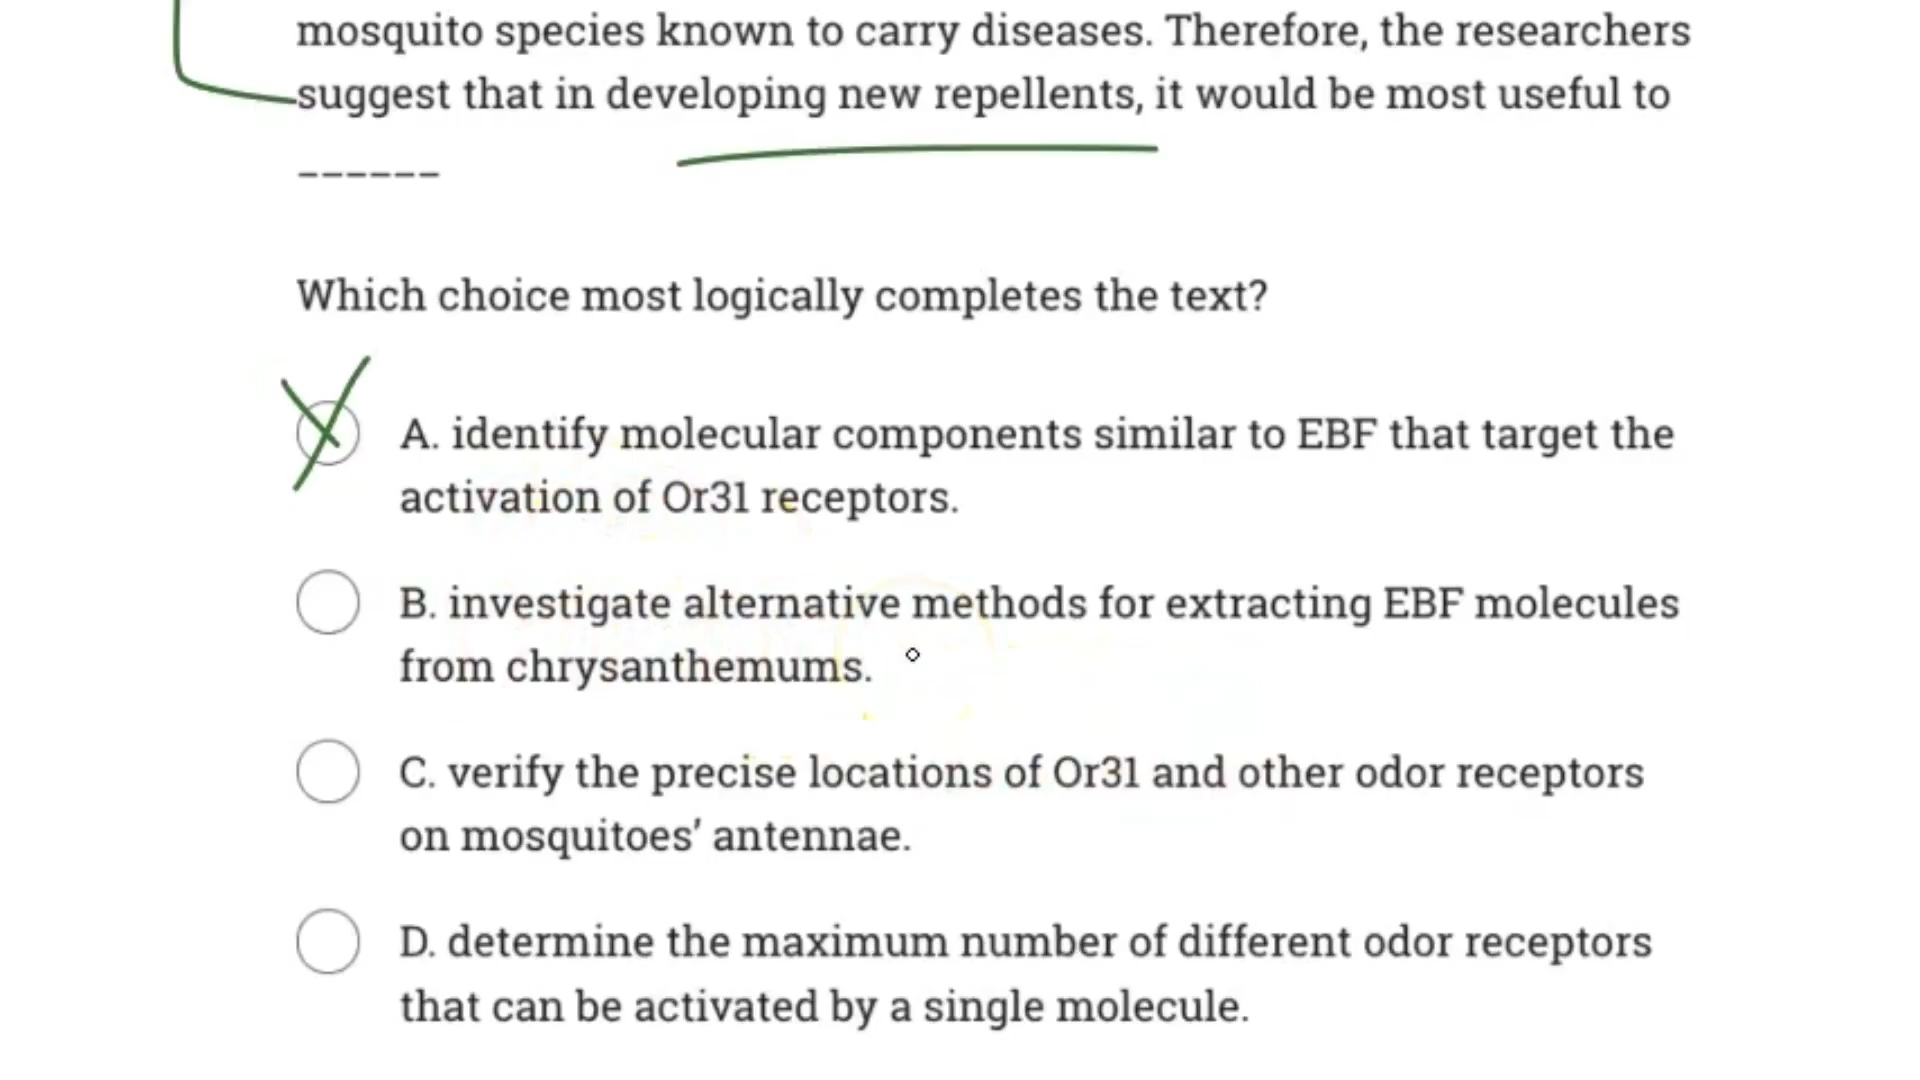 mosquito species known to carry diseases. Therefore, the researchers
suggest that in developing new repellents, it would be most useful to
______
Which choice most logically completes the text?
A. identify molecular components similar to EBF that target the
activation of Or31 receptors.
B. investigate alternative methods for extracting EBF molecules
from chrysanthemums.
C. verify the precise locations of Or31 and other odor receptors
on mosquitoes’ antennae.
D. determine the maximum number of different odor receptors
that can be activated by a single molecule.